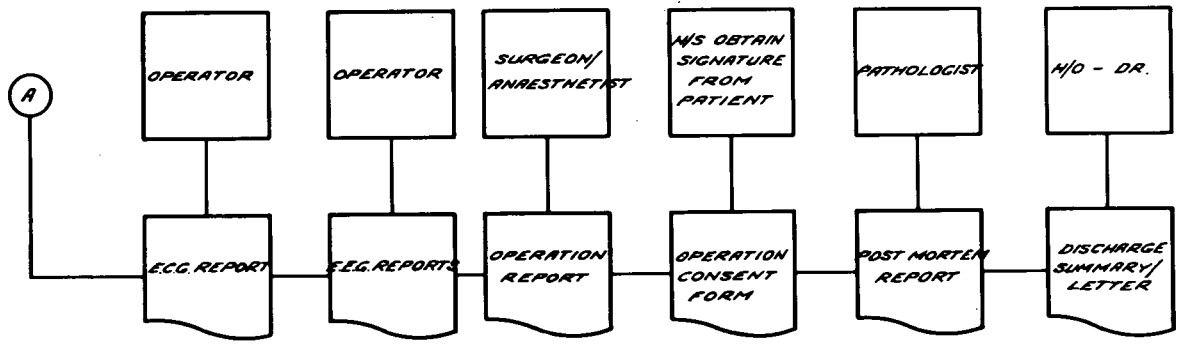 A
OPERATOR
OPERATOR
SURGEON/
ANAESTHETIST
H/S OBTAIN
SIGNATURE
FROM
PATIENT
PATHOLOGIST
H/O - DR.
E.C.G. REPORT
E.E.G. REPORTS
OPERATION
REPORT
OPERATION
CONSENT
FORM
POST MORTEM
REPORT
DISCHARGE
SUMMARY/
LETTER